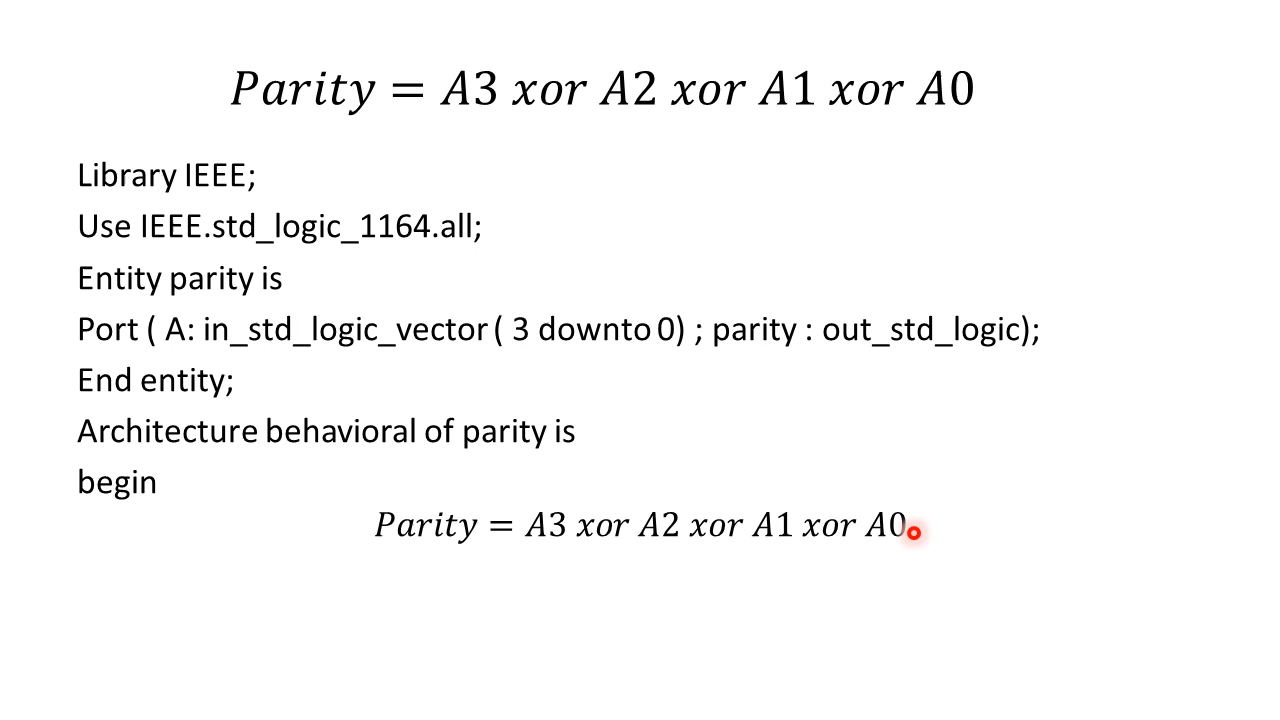 Parity = A3 xor A2 xor A1 xor A0
Library IEEE;
Use IEEE.std_logic_1164.all;
Entity parity is
Port ( A: in_std_logic_vector ( 3 downto 0) ; parity : out_std_logic);
End entity;
Architecture behavioral of parity is
begin
Parity = A3 xor A2 xor A1 xor A0